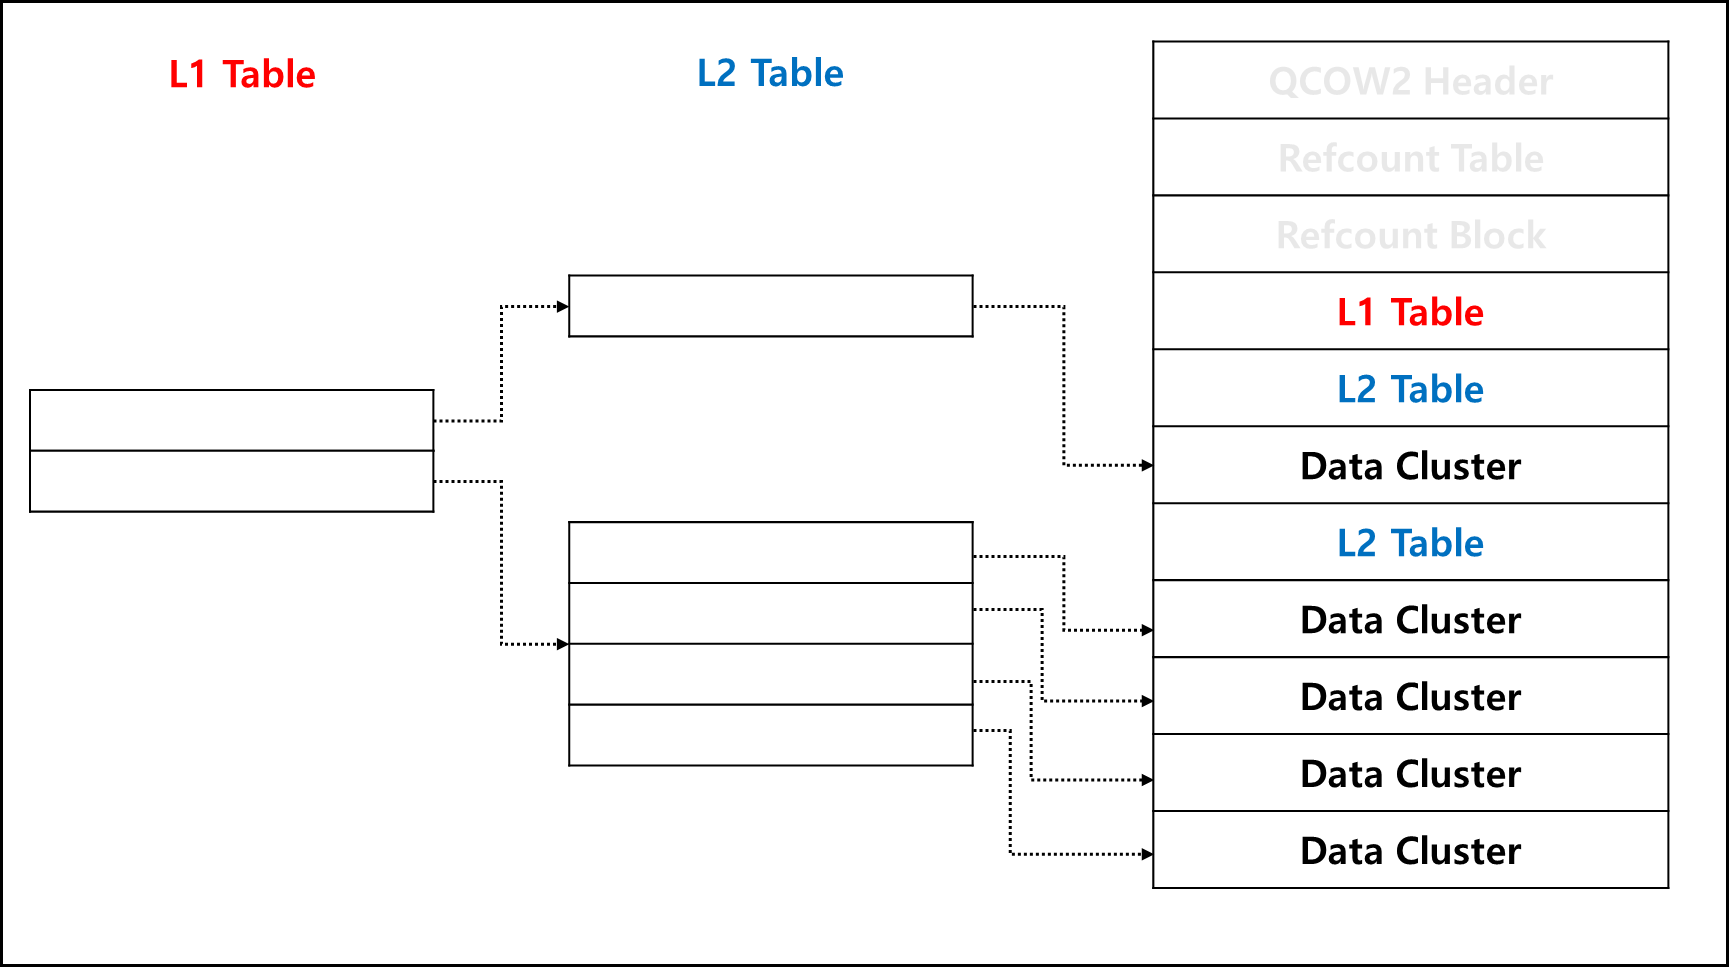 L1 Table
L2 Table
QCOW2 Header
Refcount Table
Refcount Block
L1 Table
L2 Table
Data Cluster
L2 Table
Data Cluster
Data Cluster
Data Cluster
Data Cluster